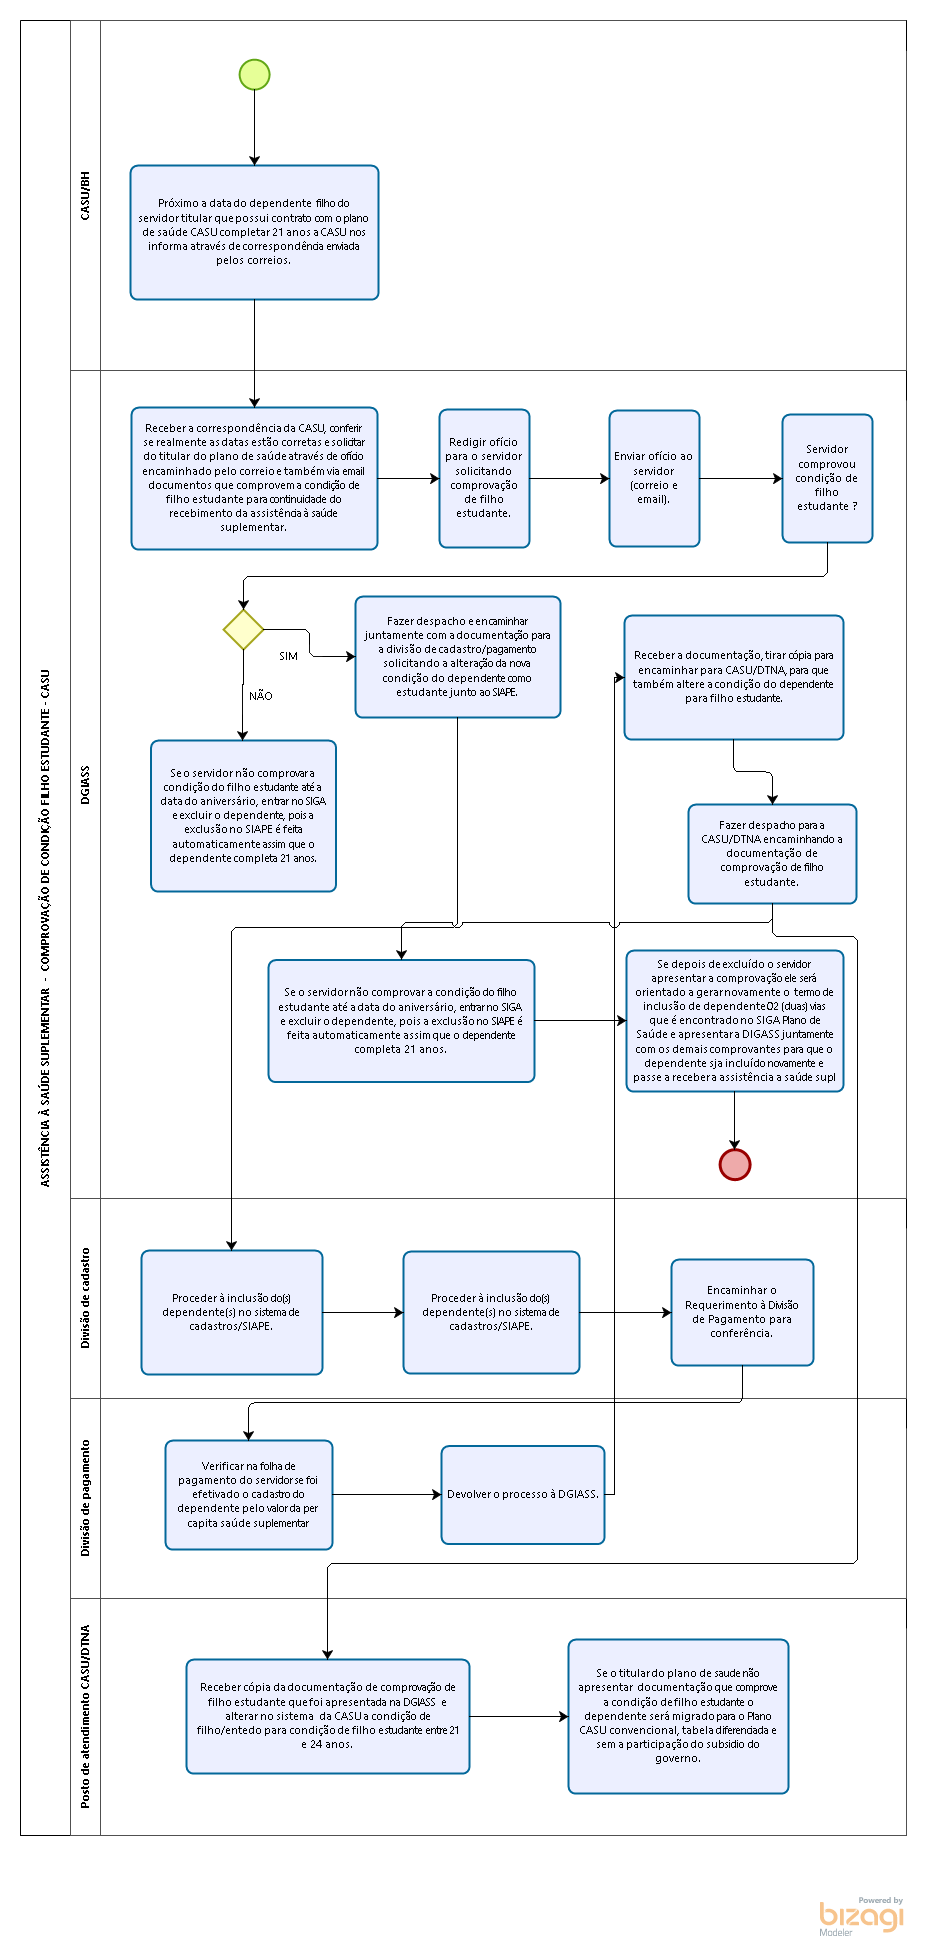 ASSISTÊNCIA À SAÚDE SUPLEMENTAR - COMPROVAÇÃO DE CONDIÇÃO FILHO ESTUDANTE - CASU
CASU/BH
Próximo a data do dependente filho do
servidor titular que possui contrato com o plano
de saúde CASU completar 21 anos a CASU nos
informa através de correspondência enviada
pelos correios.
DGIASS
Receber a correspondência da CASU, conferir
se realmente as datas estão corretas e solicitar
do titular do plano de saúde através de ofício
encaminhado pelo correio e também via email
documentos que comprovem a condição de
filho estudante para continuidade do
recebimento da assistência à saúde
suplementar.
Redigir ofício
para o servidor
solicitando
comprovação
de filho
estudante.
Enviar ofício ao
servidor
(correio e
email).
Servidor
comprovou
condição de
filho
estudante ?
SIM
NÃO
Fazer despacho e encaminhar
juntamente com a documentação para
a divisão de cadastro/pagamento
solicitando a alteração da nova
condição do dependente como
estudante junto ao SIAPE.
Receber a documentação, tirar cópia para
encaminhar para CASU/DTNA, para que
também altere a condição do dependente
para filho estudante.
Se o servidor não comprovar a
condição do filho estudante até a
data do aniversário, entrar no SIGA
e excluir o dependente, pois a
exclusão no SIAPE é feita
automaticamente assim que o
dependente completa 21 anos.
Fazer despacho para a
CASU/DTNA encaminhando a
documentação de
comprovação de filho
estudante.
Se o servidor não comprovar a condição do filho
estudante até a data do aniversário, entrar no SIGA
e excluir o dependente, pois a exclusão no SIAPE é
feita automaticamente assim que o dependente
completa 21 anos.
Se depois de excluído o servidor
apresentar a comprovação ele será
orientado a gerar novamente o termo de
inclusão de dependente 02 (duas) vias
que é encontrado no SIGA Plano de
Saúde e apresentar a DIGASS juntamente
com os demais comprovantes para que o
dependente sja incluído novamente e
passe a receber a assistência a saúde supl
Divisão de cadastro
Proceder à inclusão do(s)
dependente(s) no sistema de
cadastros/SIAPE.
Proceder à inclusão do(s)
dependente(s) no sistema de
cadastros/SIAPE.
Encaminhar o
Requerimento à Divisão
de Pagamento para
conferência.
Divisão de pagamento
Verificar na folha de
pagamento do servidor se foi
efetivado o cadastro do
dependente pelo valor da per
capita saúde suplementar
Devolver o processo à DGIASS.
Posto de atendimento CASU/DTNA
Receber cópia da documentação de comprovação de
filho estudante que foi apresentada na DGIASS e
alterar no sistema da CASU a condição de
filho/entedo para condição de filho estudante entre 21
e 24 anos.
Se o titular do plano de saude não
apresentar documentação que comprove
a condição de filho estudante o
dependente será migrado para o Plano
CASU convencional, tabela diferenciada e
sem a participação do subsidio do
governo.
Powered by
bizagi
Modeler